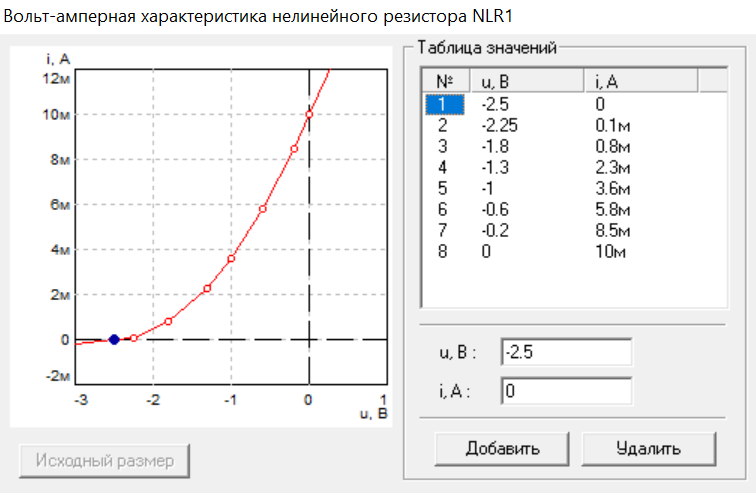 Вольт-амперная характеристика нелинейного резистора NLR1
i, А
12м
10м
8м
6м
4м
2м
0
-2м
-3 -2 -1 0 1
u, В
Исходный размер
Таблица значений
№ u, В i, А
1 -2.5 0
2 -2.25 0.1м
3 -1.8 0.8м
4 -1.3 2.3м
5 -1 3.6м
6 -0.6 5.8м
7 -0.2 8.5м
8 0 10м
u, В : -2.5
i, А : 0
Добавить Удалить